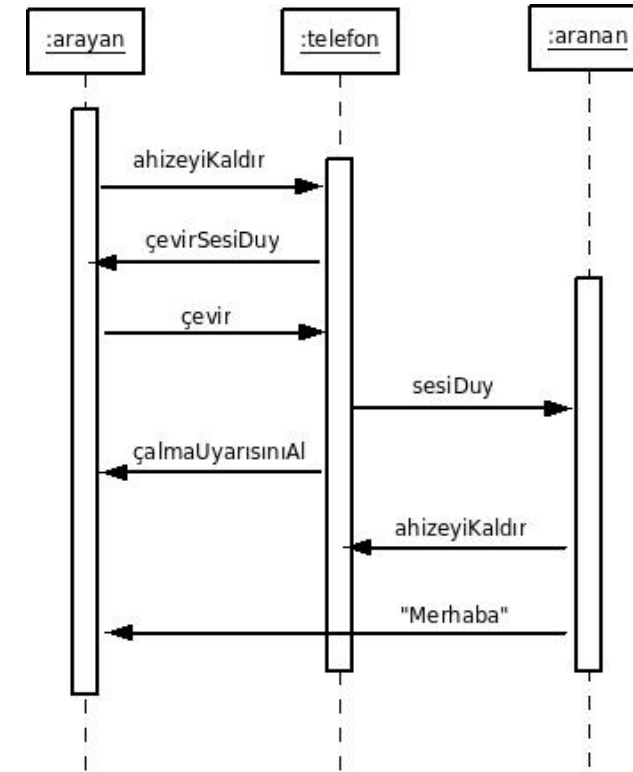 :arayan
:telefon
:aranan
ahizeyiKaldır
çevirSesiDuy
çevir
sesiDuy
çalmaUyarısınıAl
ahizeyiKaldır
"Merhaba"